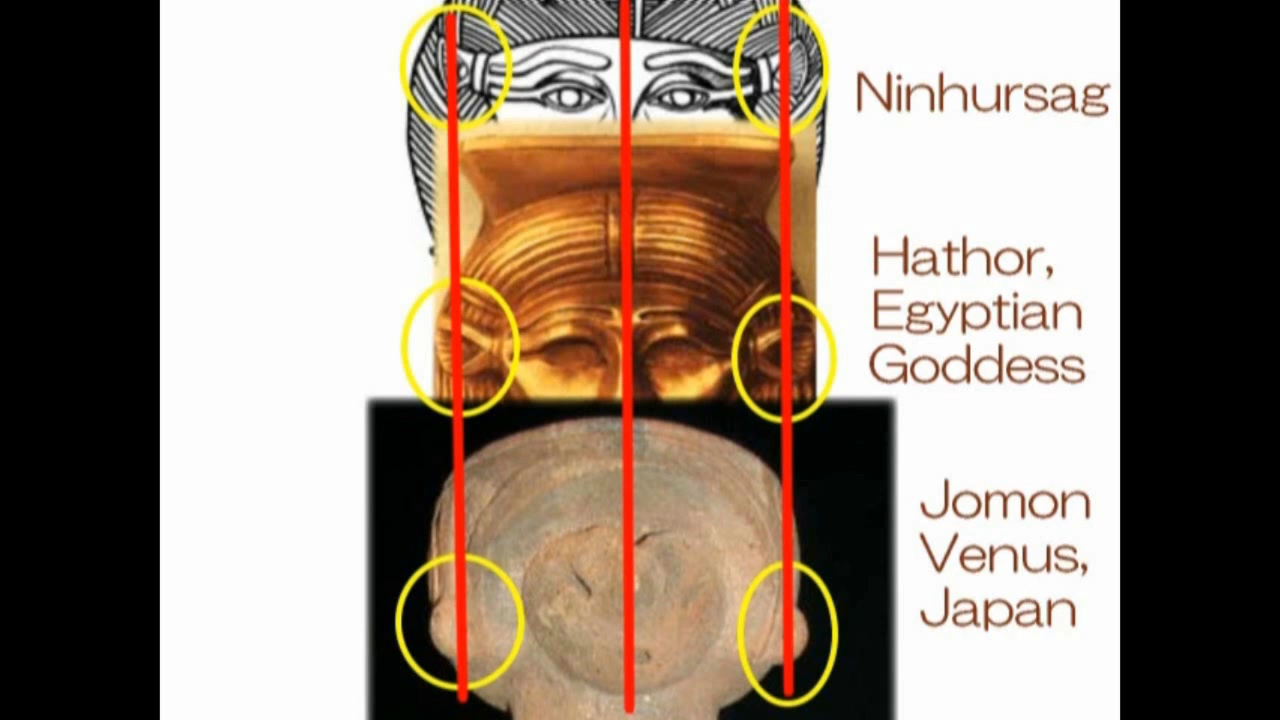 Ninhursag
Hathor,
Egyptian
Goddess
Jomon
Venus,
Japan